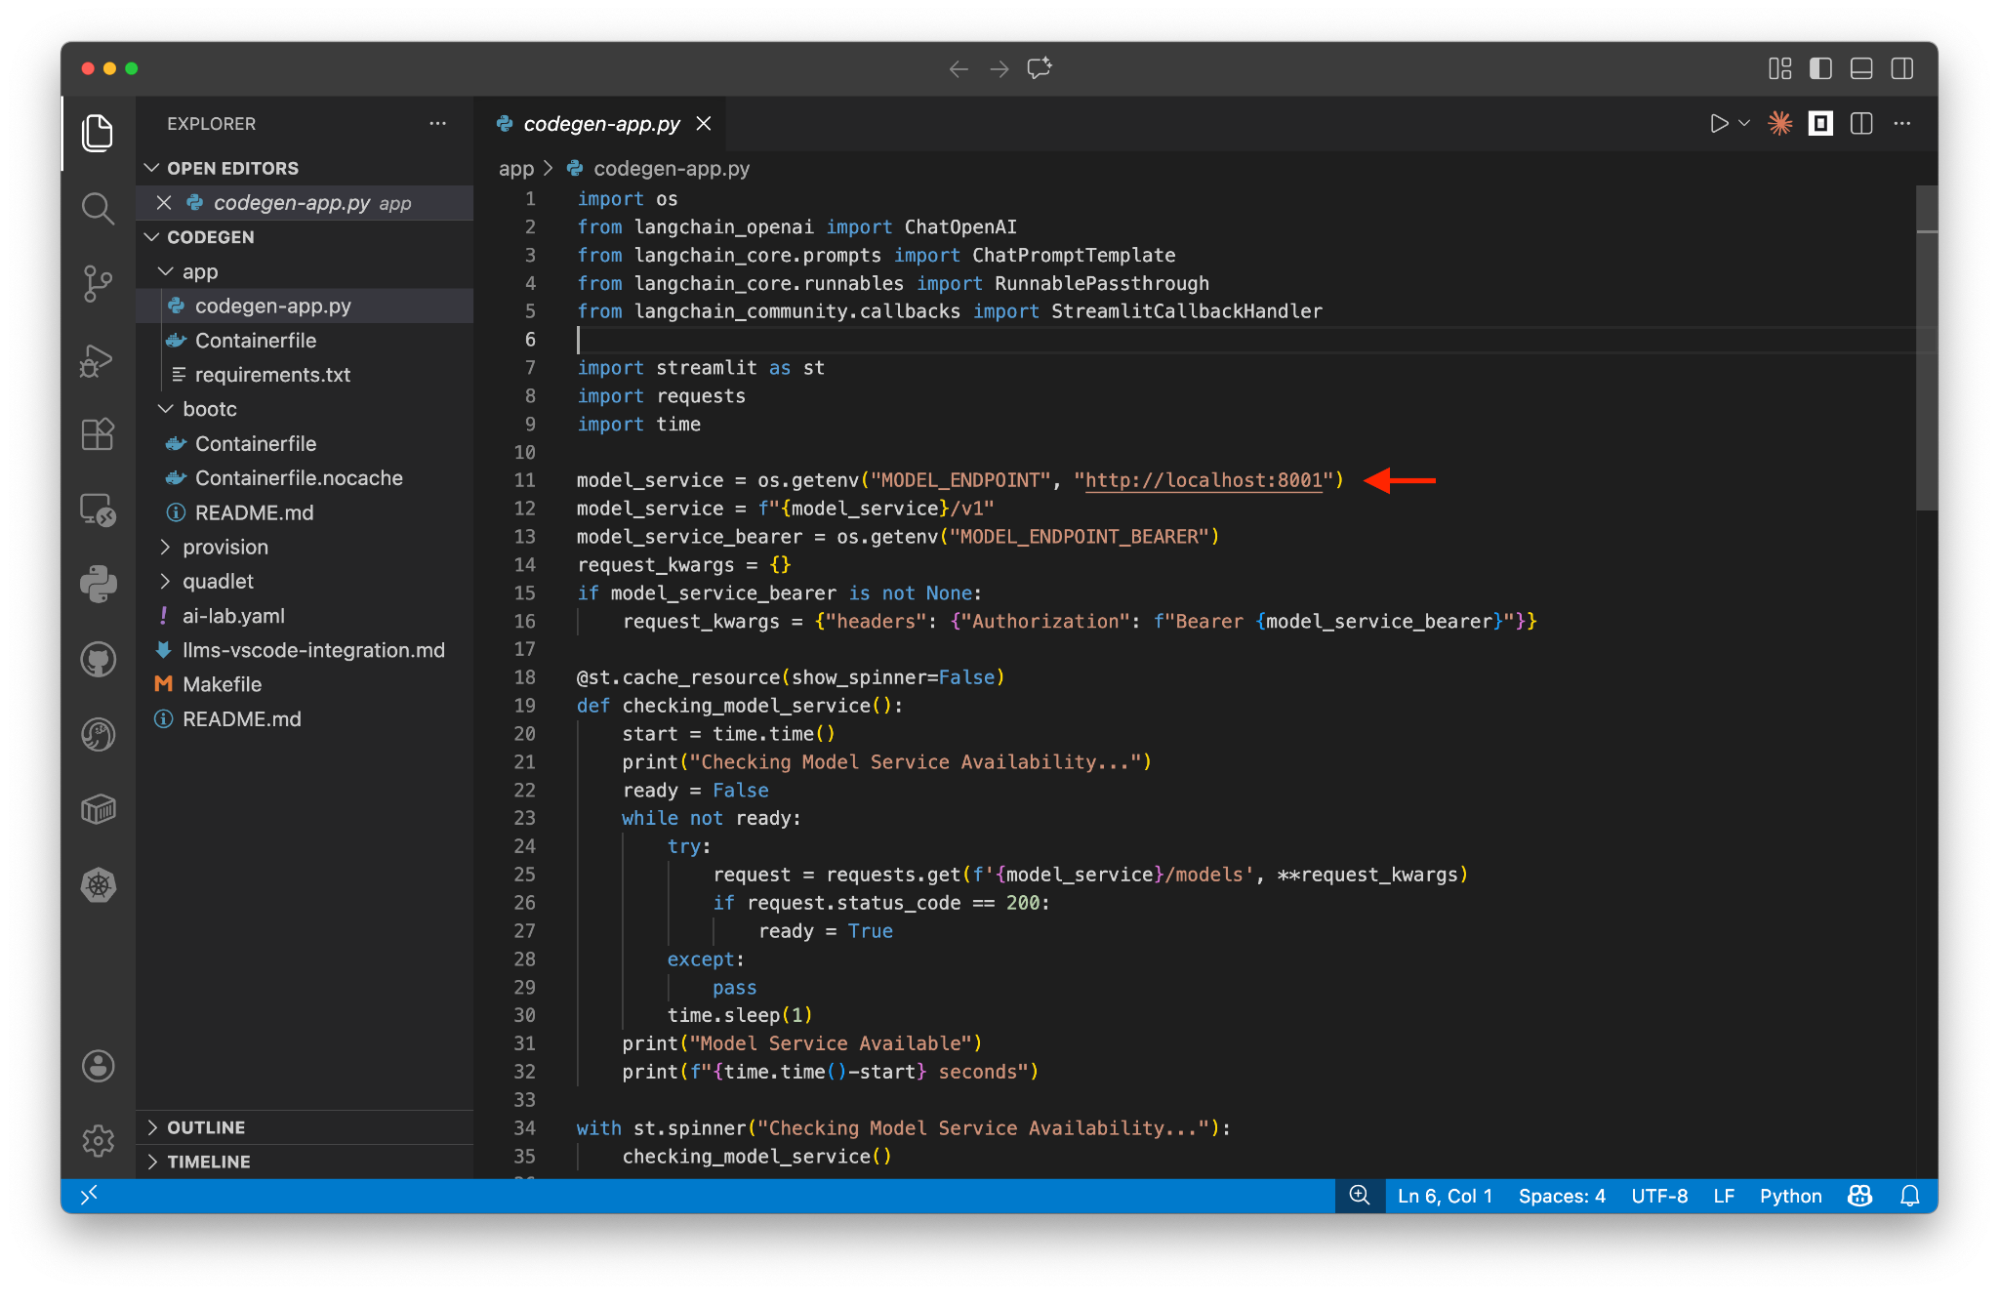 EXPLORER
OPEN EDITORS
codegen-app.py app
CODEGEN
app
codegen-app.py
Containerfile
requirements.txt
bootc
Containerfile
Containerfile.nocache
README.md
provision
quadlet
ai-lab.yaml
llms-vscode-integration.md
Makefile
README.md
OUTLINE
TIMELINE
codegen-app.py
app > codegen-app.py
1 import os
2 from langchain_openai import ChatOpenAI
3 from langchain_core.prompts import ChatPromptTemplate
4 from langchain_core.runnables import RunnablePassthrough
5 from langchain_community.callbacks import StreamlitCallbackHandler
6
7 import streamlit as st
8 import requests
9 import time
10
11 model_service = os.getenv("MODEL_ENDPOINT", "http://localhost:8001")
12 model_service = f"{model_service}/v1"
13 model_service_bearer = os.getenv("MODEL_ENDPOINT_BEARER")
14 request_kwargs = {}
15 if model_service_bearer is not None:
16     request_kwargs = {"headers": {"Authorization": f"Bearer {model_service_bearer}"}}
17
18 @st.cache_resource(show_spinner=False)
19 def checking_model_service():
20     start = time.time()
21     print("Checking Model Service Availability...")
22     ready = False
23     while not ready:
24         try:
25             request = requests.get(f'{model_service}/models', **request_kwargs)
26             if request.status_code == 200:
27                 ready = True
28         except:
29             pass
30         time.sleep(1)
31     print("Model Service Available")
32     print(f"{time.time()-start} seconds")
33
34 with st.spinner("Checking Model Service Availability..."):
35     checking_model_service()
Ln 6, Col 1 Spaces: 4 UTF-8 LF Python